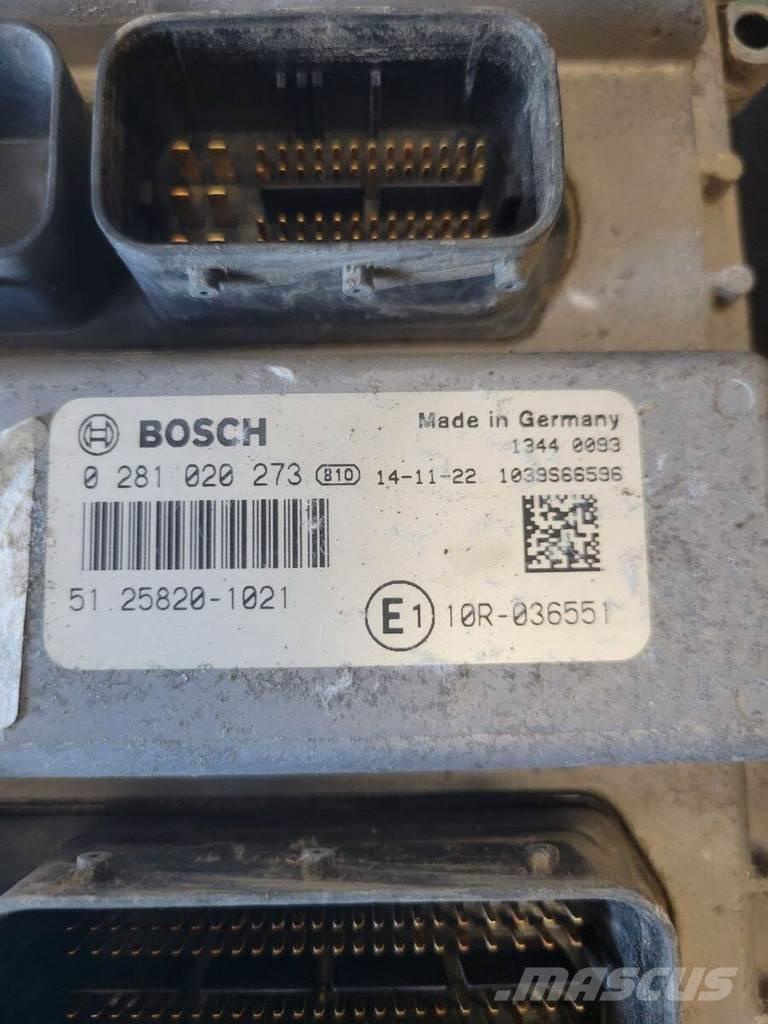 BOSCH
Made in Germany
1344 0093
0 281 020 273 810 14-11-22 1039S66596
51 25820-1021
E1 10R-036551
MASCUS